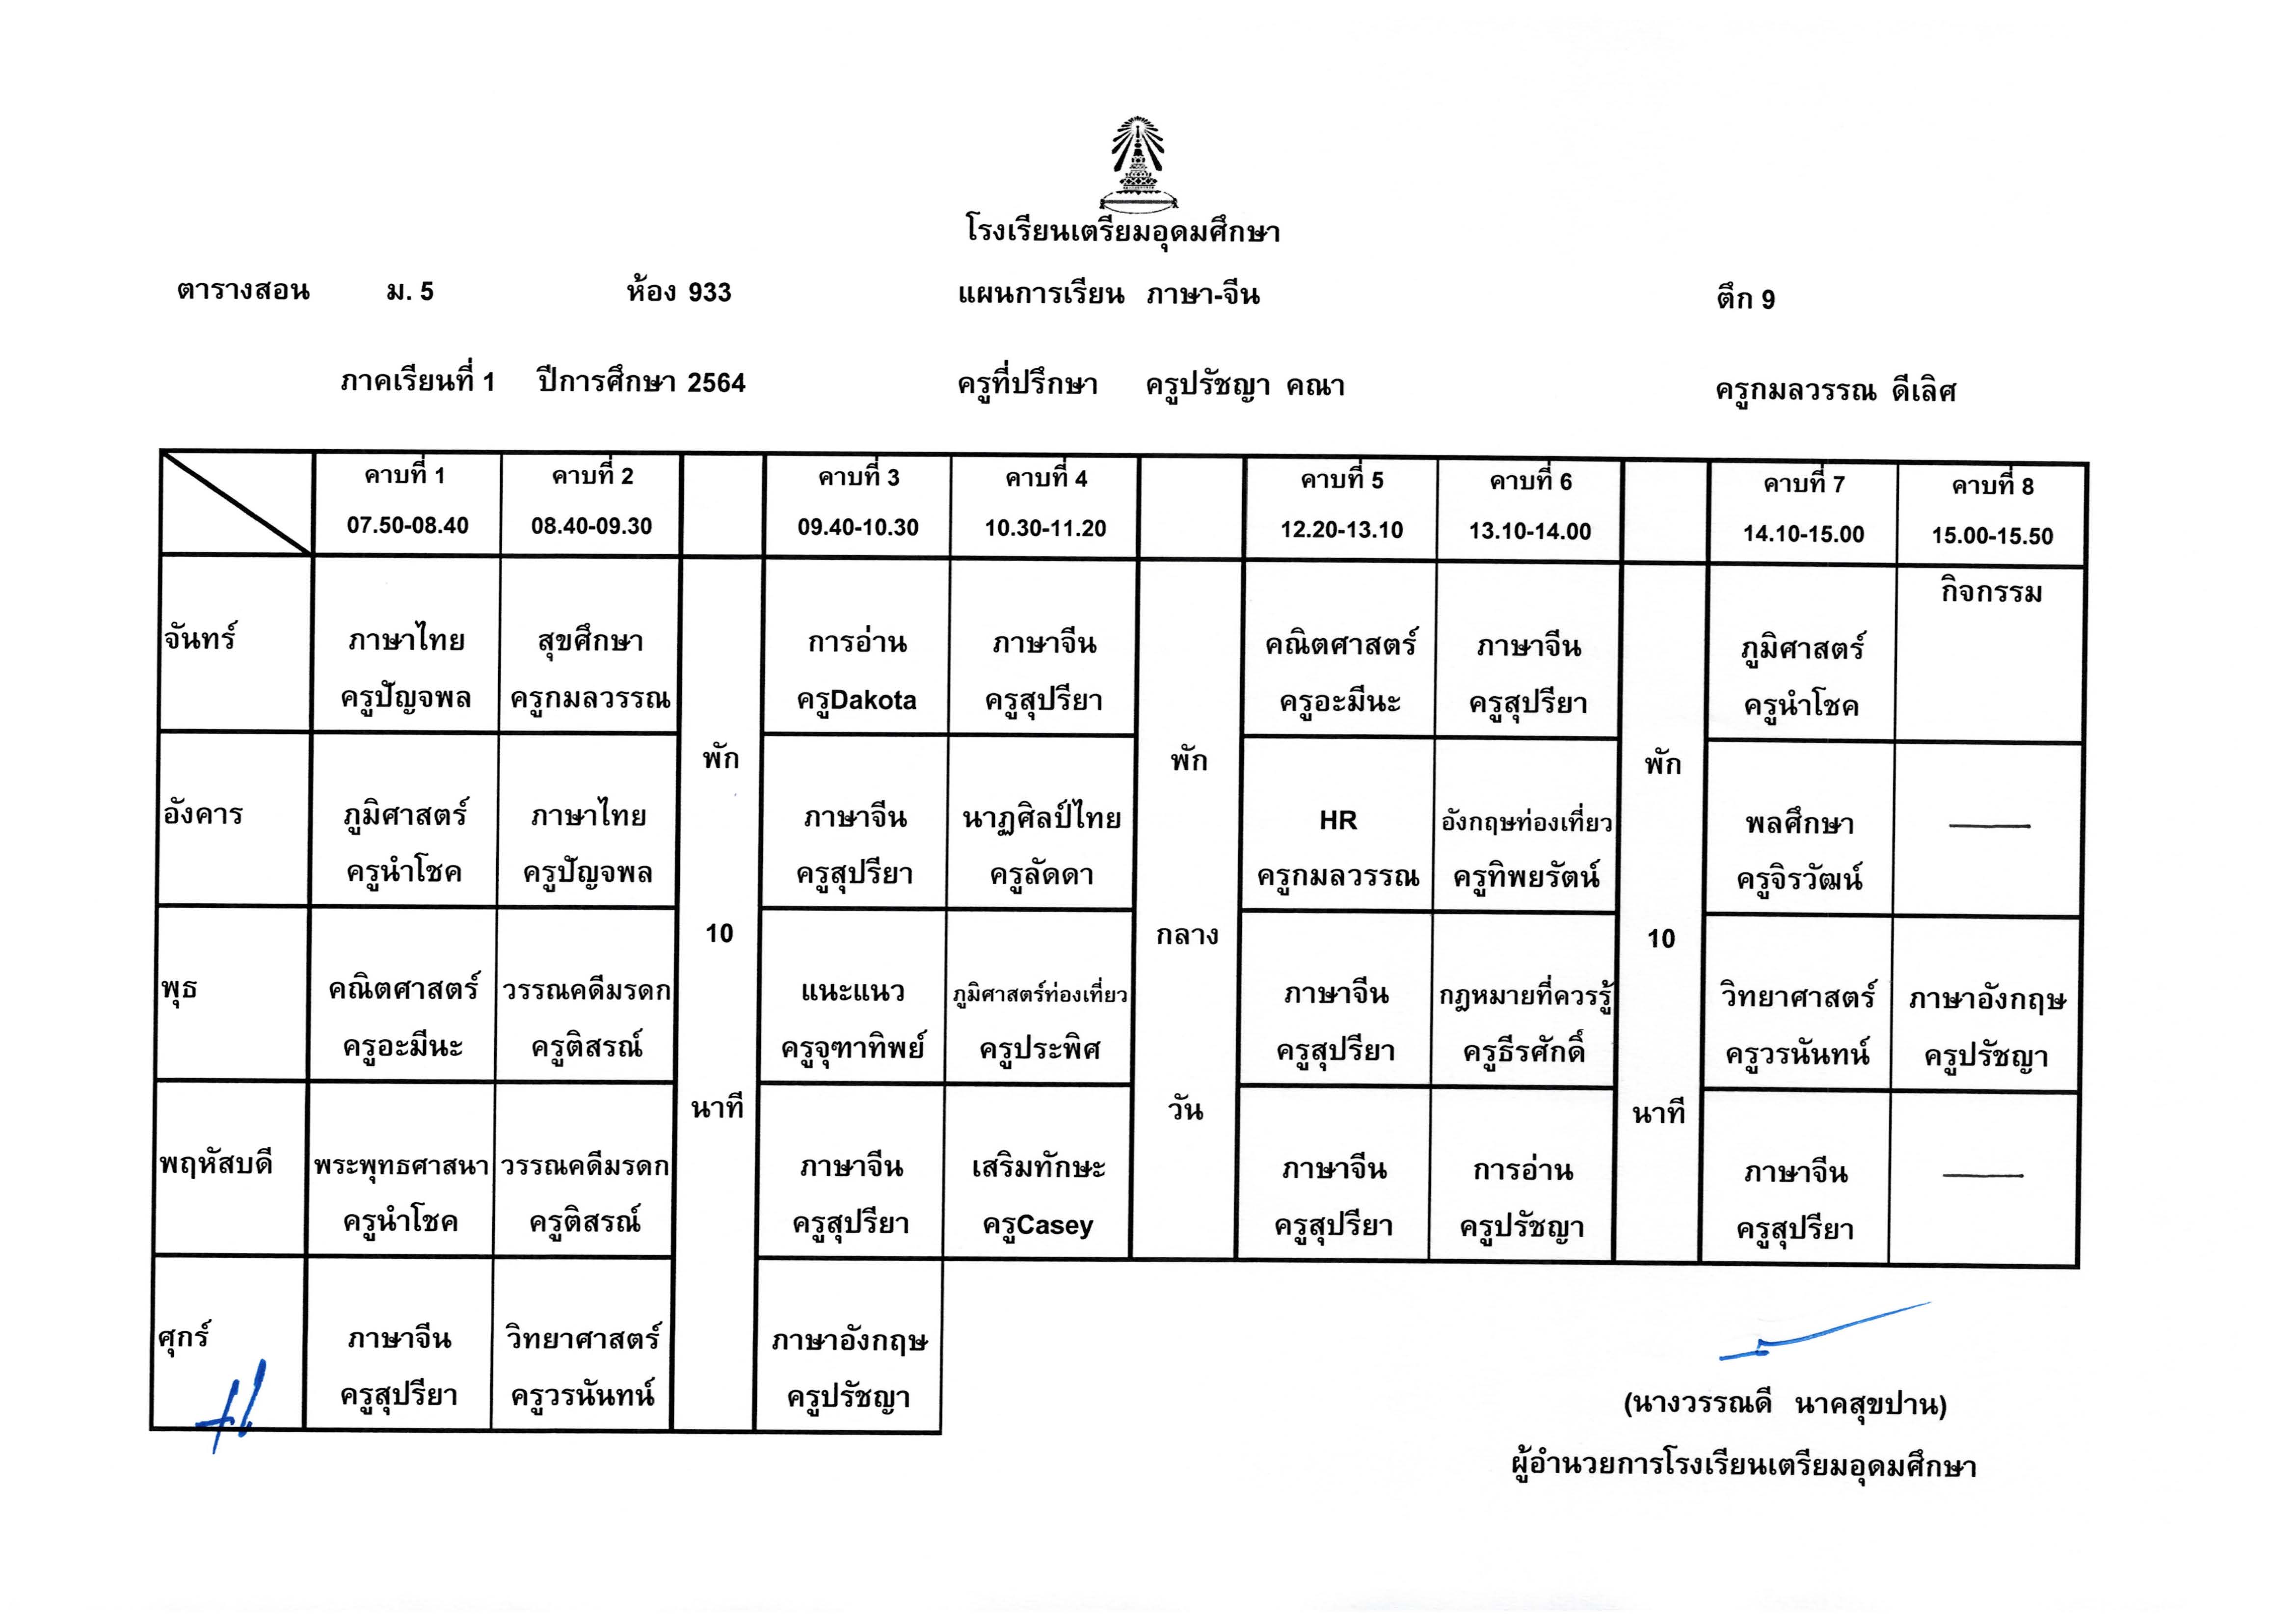 โรงเรียนเตรียมอุดมศึกษา
ตารางสอน ม. 5 ห้อง 933 แผนการเรียน ภาษา-จีน ตึก 9
ภาคเรียนที่ 1 ปีการศึกษา 2564 ครูที่ปรึกษา ครูปรัชญา คณา ครูกมลวรรณ ดีเลิศ
คาบที่ 1 คาบที่ 2 คาบที่ 3 คาบที่ 4 คาบที่ 5 คาบที่ 6 คาบที่ 7 คาบที่ 8
07.50-08.40 08.40-09.30 09.40-10.30 10.30-11.20 12.20-13.10 13.10-14.00 14.10-15.00 15.00-15.50
กิจกรรม
จันทร์ ภาษาไทย สุขศึกษา การอ่าน ภาษาจีน คณิตศาสตร์ ภาษาจีน ภูมิศาสตร์
ครูปัญจพล ครูกมลวรรณ ครูDakota ครูสุปรียา ครูอะมีนะ ครูสุปรียา ครูนำโชค
พัก พัก พัก
อังคาร ภูมิศาสตร์ ภาษาไทย ภาษาจีน นาฏศิลป์ไทย HR อังกฤษท่องเที่ยว พลศึกษา
ครูนำโชค ครูปัญจพล ครูสุปรียา ครูลัดดา ครูกมลวรรณ ครูทิพยรัตน์ ครูจิรวัฒน์
10 กลาง 10
พุธ คณิตศาสตร์ วรรณคดีมรดก แนะแนว ภูมิศาสตร์ท่องเที่ยว ภาษาจีน กฎหมายที่ควรรู้ วิทยาศาสตร์ ภาษาอังกฤษ
ครูอะมีนะ ครูติสรณ์ ครูจุฑาทิพย์ ครูประพิศ ครูสุปรียา ครูธีรศักดิ์ ครูวรนันทน์ ครูปรัชญา
นาที วัน นาที
พฤหัสบดี พระพุทธศาสนา วรรณคดีมรดก ภาษาจีน เสริมทักษะ ภาษาจีน การอ่าน ภาษาจีน
ครูนำโชค ครูติสรณ์ ครูสุปรียา ครูCasey ครูสุปรียา ครูปรัชญา ครูสุปรียา
ศุกร์ ภาษาจีน วิทยาศาสตร์ ภาษาอังกฤษ
ครูสุปรียา ครูวรนันทน์ ครูปรัชญา
(นางวรรณดี นาคสุขปาน)
ผู้อำนวยการโรงเรียนเตรียมอุดมศึกษา